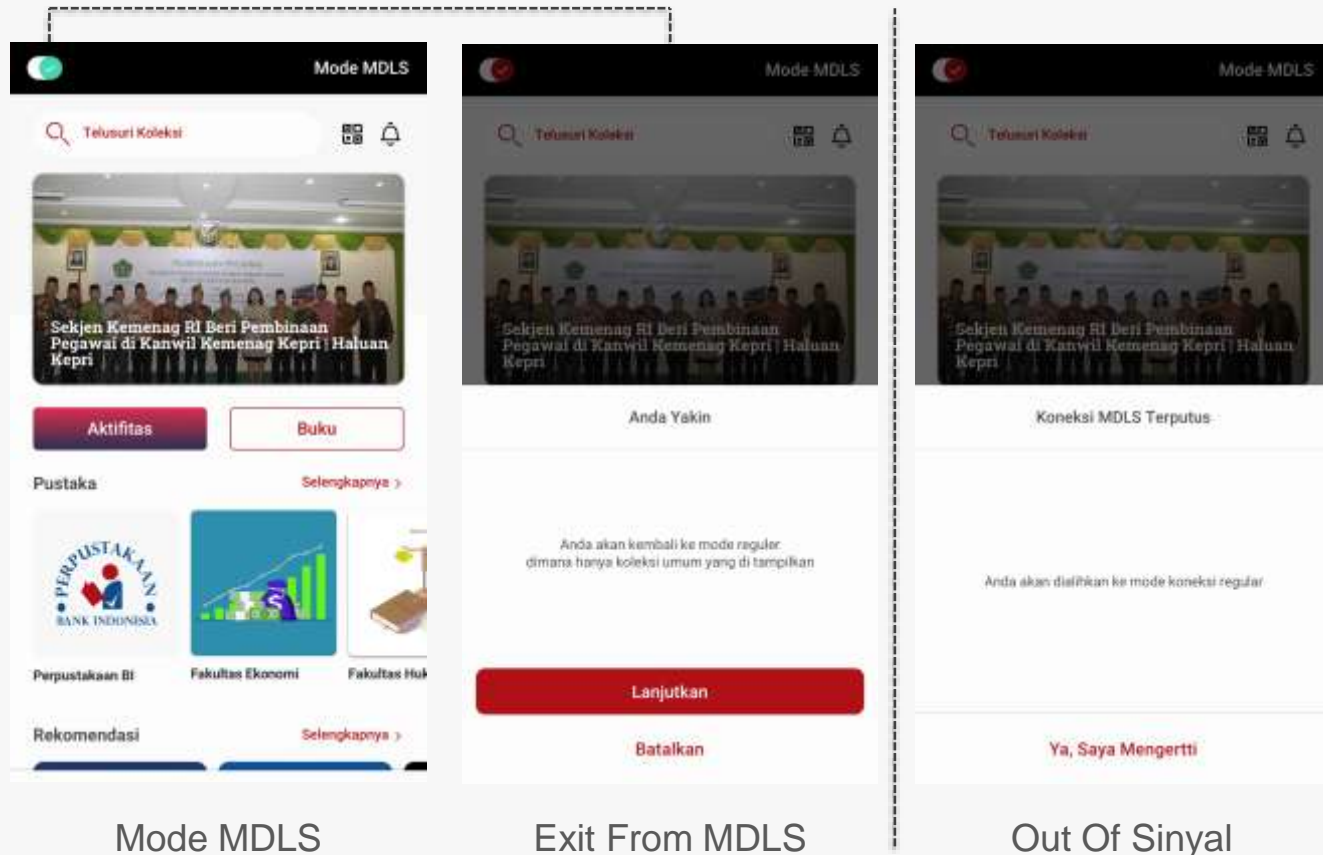 Mode MDLS
Telusuri Koleksi
Sekjen Kemenag RI Beri Pembinaan
Pegawai di Kanwil Kemenag Kepri | Haluan
Kepri
Aktifitas
Buku
Pustaka
Selengkapnya >
PERPUSTAKAAN
BANK INDONESIA
Perpustakaan BI
Fakultas Ekonomi
Fakultas Huk
Rekomendasi
Selengkapnya >
Mode MDLS
Mode MDLS
Telusuri Koleksi
Sekjen Kemenag RI Beri Pembinaan
Pegawai di Kanwil Kemenag Kepri | Haluan
Kepri
Anda Yakin
Anda akan kembali ke mode reguler.
dimana hanya koleksi umum yang di tampilkan
Lanjutkan
Batalkan
Exit From MDLS
Mode MDLS
Telusuri Koleksi
Sekjen Kemenag RI Beri Pembinaan
Pegawai di Kanwil Kemenag Kepri | Haluan
Kepri
Koneksi MDLS Terputus
Anda akan dialihkan ke mode koneksi regular
Ya, Saya Mengertti
Out Of Sinyal